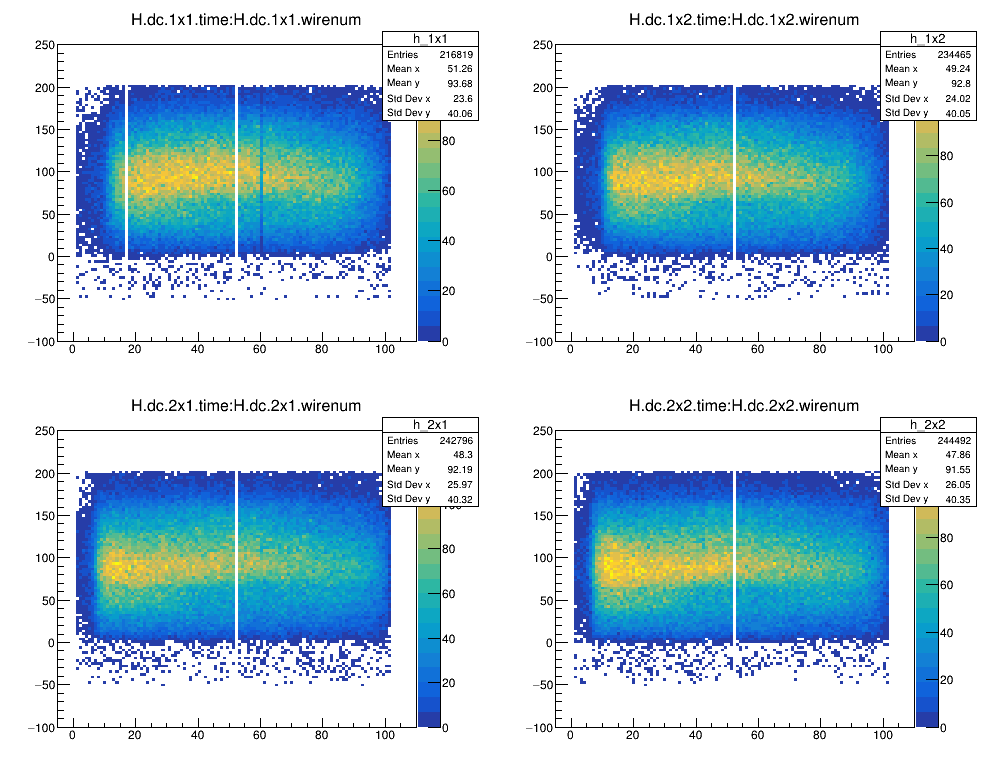 H.dc.1x1.time:H.dc.1x1.wirenum
h_1x1
Entries 216819
Mean x 51.26
Mean y 93.68
Std Dev x 23.6
Std Dev y 40.06
250
200
150
100
50
0
−50
−100
0 20 40 60 80 100
80
60
40
20
0
H.dc.1x2.time:H.dc.1x2.wirenum
h_1x2
Entries 234465
Mean x 49.24
Mean y 92.8
Std Dev x 24.02
Std Dev y 40.05
250
200
150
100
50
0
−50
−100
0 20 40 60 80 100
80
60
40
20
0
H.dc.2x1.time:H.dc.2x1.wirenum
h_2x1
Entries 242796
Mean x 48.3
Mean y 92.19
Std Dev x 25.97
Std Dev y 40.32
250
200
150
100
50
0
−50
−100
0 20 40 60 80 100
100
80
60
40
20
0
H.dc.2x2.time:H.dc.2x2.wirenum
h_2x2
Entries 244492
Mean x 47.86
Mean y 91.55
Std Dev x 26.05
Std Dev y 40.35
250
200
150
100
50
0
−50
−100
0 20 40 60 80 100
80
60
40
20
0